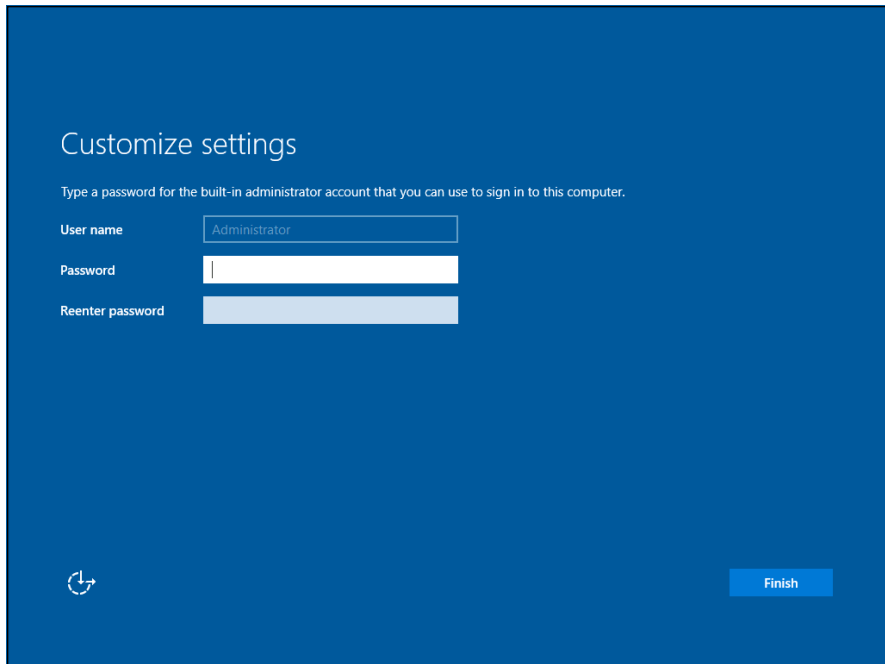 Customize settings
Type a password for the built-in administrator account that you can use to sign in to this computer.
User name
Administrator
Password
Reenter password
Finish